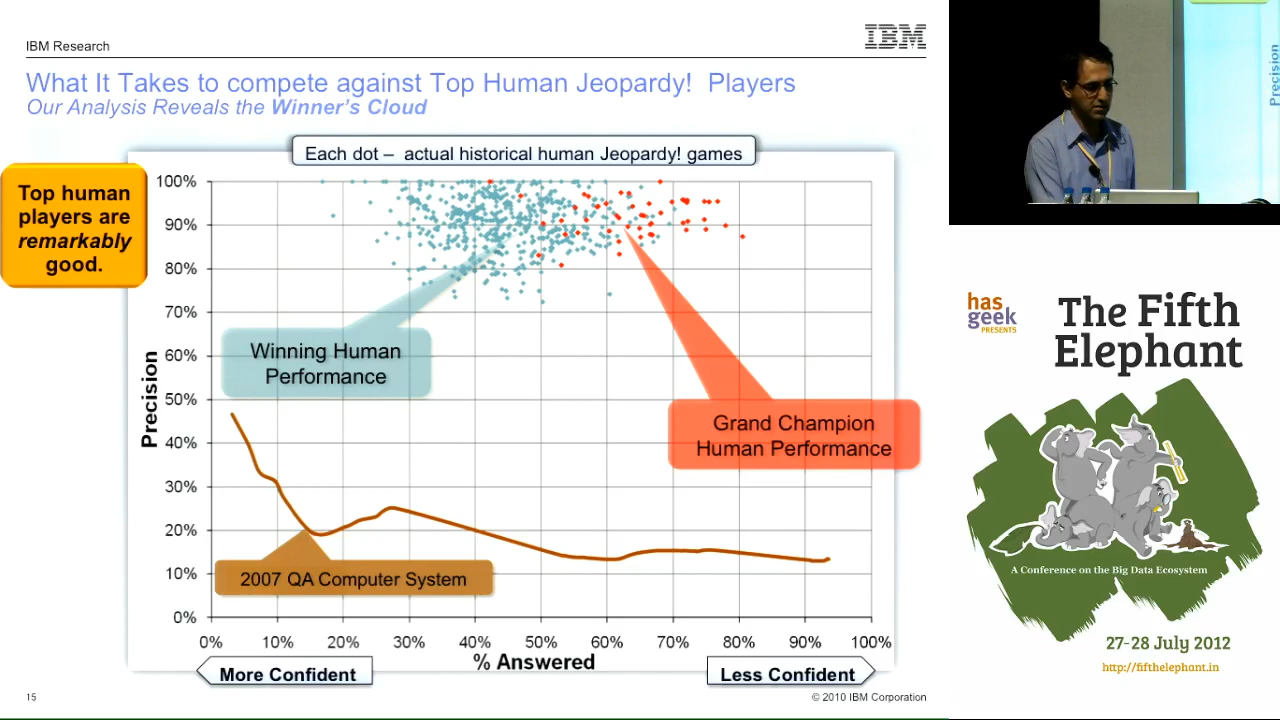 IBM Research
IBM
What It Takes to compete against Top Human Jeopardy! Players
Our Analysis Reveals the Winner's Cloud
Each dot – actual historical human Jeopardy! games
Top human
players are
remarkably
good.
100%
90%
80%
70%
60%
50%
40%
30%
20%
10%
0%
Precision
Winning Human
Performance
Grand Champion
Human Performance
2007 QA Computer System
0% 10% 20% 30% 40% 50% 60% 70% 80% 90% 100%
% Answered
More Confident
Less Confident
15
© 2010 IBM Corporation
Precision
has
geek
PRESENTS
The Fifth
Elephant
A Conference on the Big Data Ecosystem
27-28 July 2012
http://fifthelephant.in